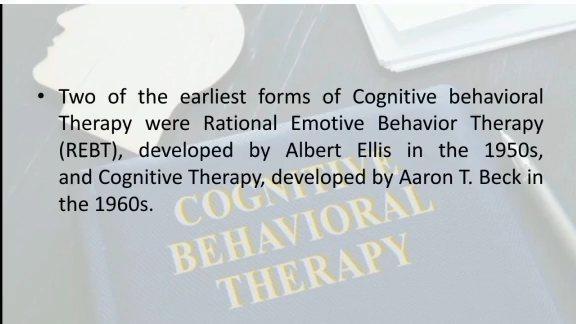 • Two of the earliest forms of Cognitive behavioral
Therapy were Rational Emotive Behavior Therapy
(REBT), developed by Albert Ellis in the 1950s,
and Cognitive Therapy, developed by Aaron T. Beck in
the 1960s.
COGNITIVE
BEHAVIORAL
THERAPY